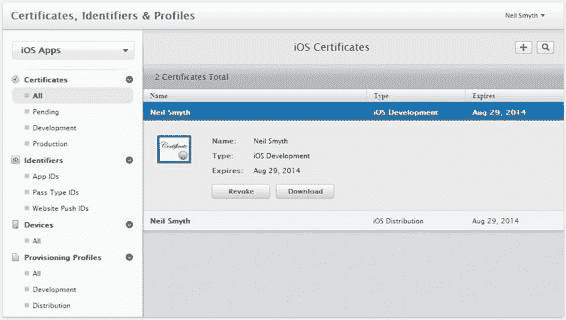 Certificates, Identifiers & Profiles
Neil Smyth
iOS Apps
Certificates
All
Pending
Development
Production
Identifiers
App IDs
Pass Type IDs
Website Push IDs
Devices
All
Provisioning Profiles
All
Development
Distribution
iOS Certificates
2 Certificates Total
Name Type Expires
Neil Smyth iOS Development Aug 29, 2014
Certificate
Name: Neil Smyth
Type: iOS Development
Expires: Aug 29, 2014
Revoke Download
Neil Smyth iOS Distribution Aug 29, 2014